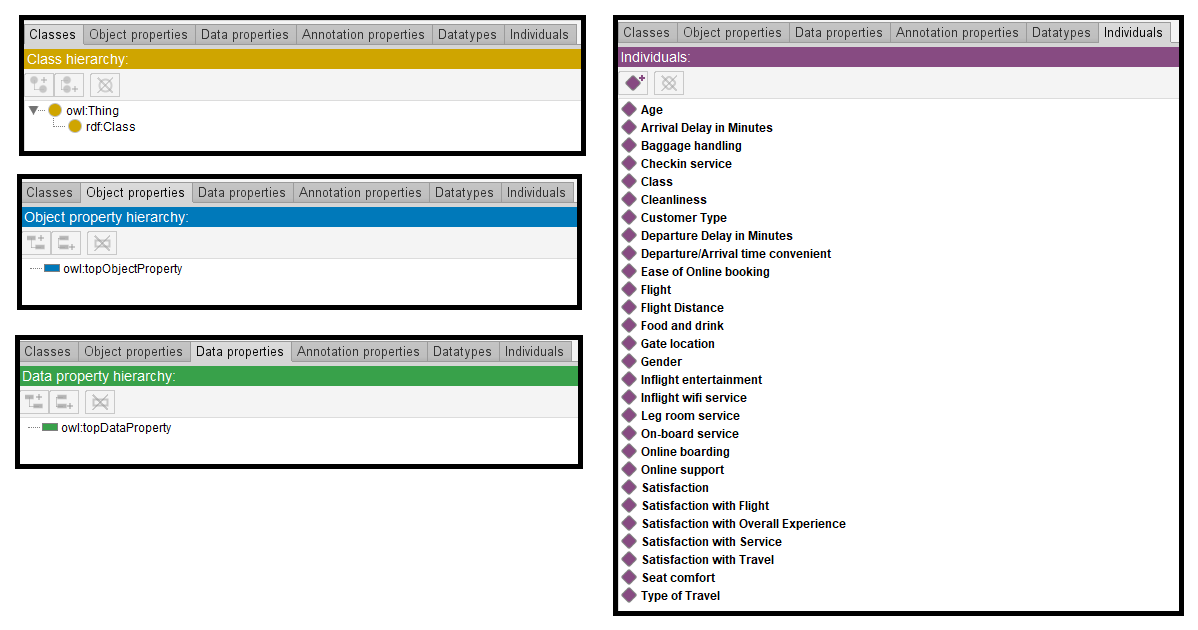 Classes Object properties Data properties Annotation properties Datatypes Individuals
Class hierarchy:
owl:Thing
rdf:Class
Classes Object properties Data properties Annotation properties Datatypes Individuals
Object property hierarchy:
owl:topObjectProperty
Classes Object properties Data properties Annotation properties Datatypes Individuals
Data property hierarchy:
owl:topDataProperty
Classes Object properties Data properties Annotation properties Datatypes Individuals
Individuals:
Age
Arrival Delay in Minutes
Baggage handling
Checkin service
Class
Cleanliness
Customer Type
Departure Delay in Minutes
Departure/Arrival time convenient
Ease of Online booking
Flight
Flight Distance
Food and drink
Gate location
Gender
Inflight entertainment
Inflight wifi service
Leg room service
On-board service
Online boarding
Online support
Satisfaction
Satisfaction with Flight
Satisfaction with Overall Experience
Satisfaction with Service
Satisfaction with Travel
Seat comfort
Type of Travel